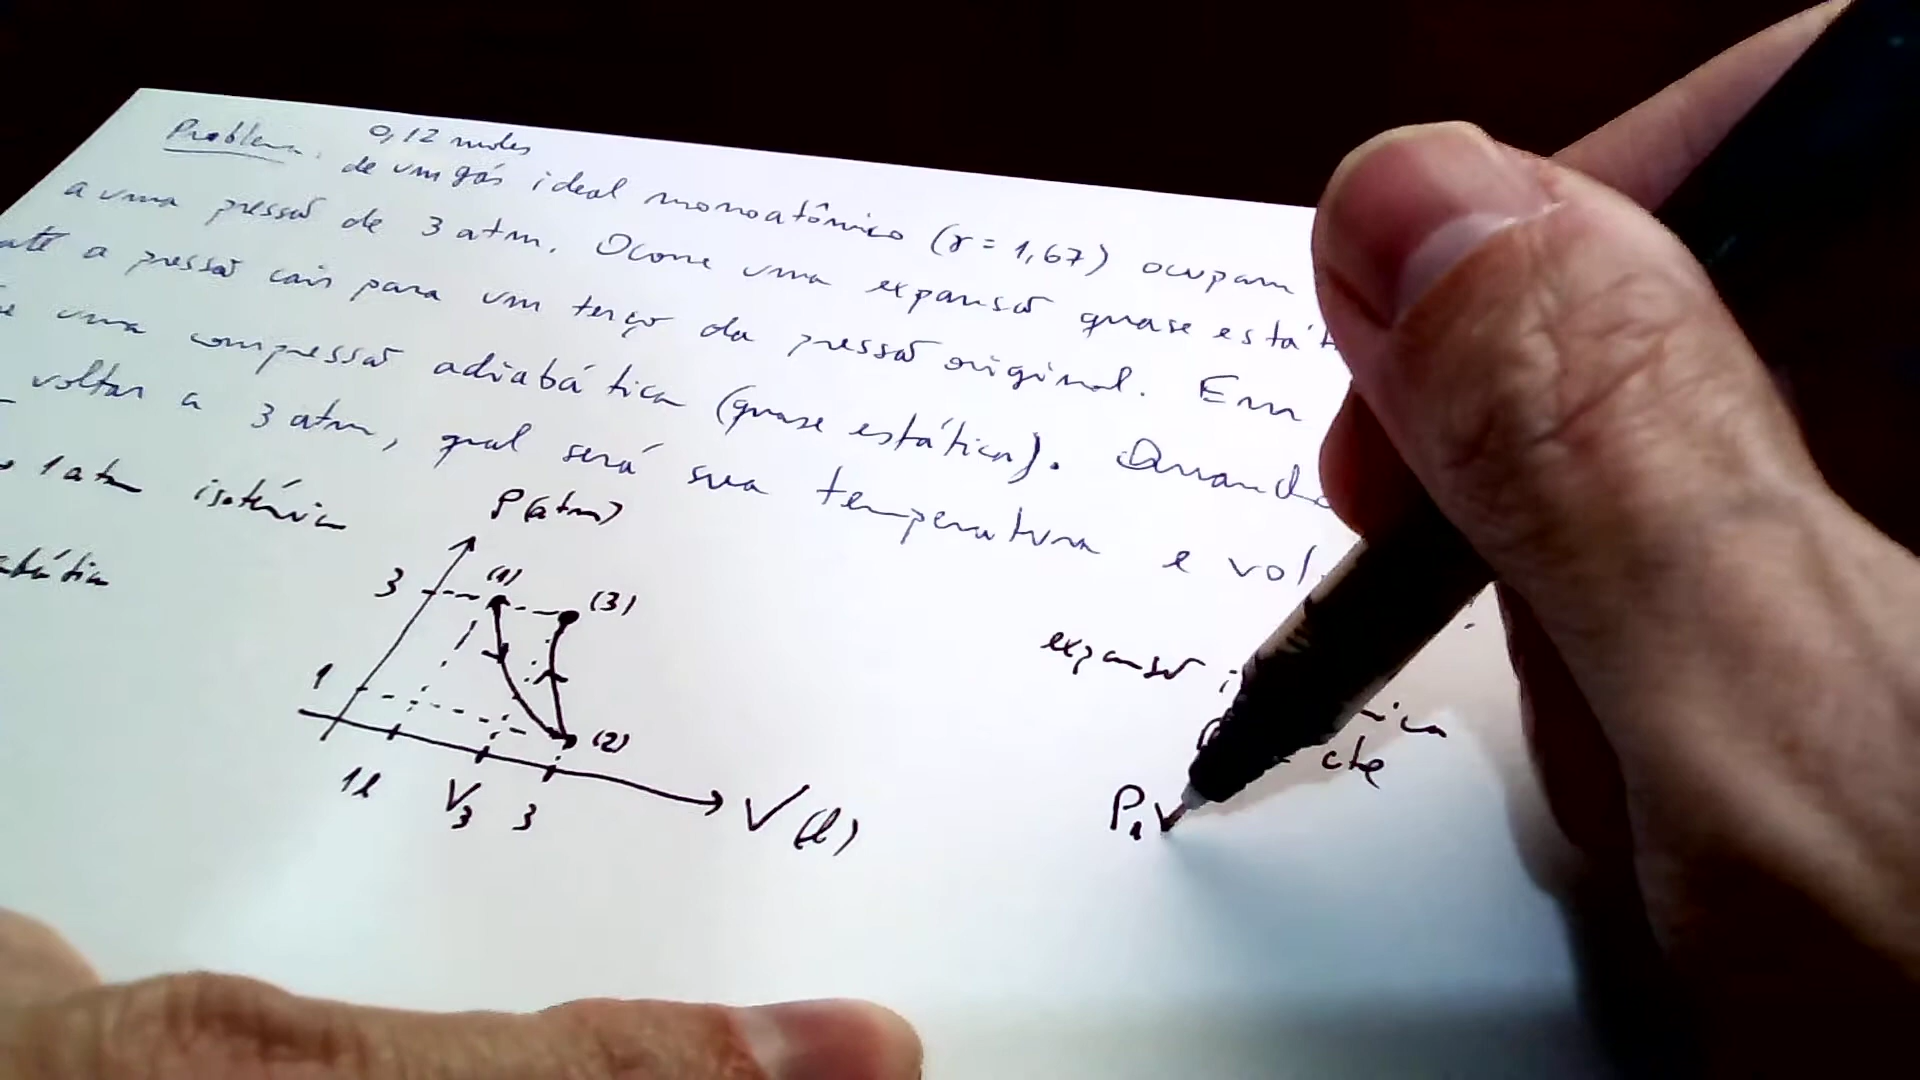 Problema. 0,12 moles
de um gás ideal monoatômico (γ = 1,67) ocupam
a uma pressão de 3 atm. Ocorre uma expansão quase está
até a pressão cair para um terço da pressão original. Em
uma compressão adiabática (quase estática). Quando
voltar a 3 atm, qual será sua temperatura e vol
1 atm isotérmica
P(atm)
3
(1)
(3)
1
(2)
1l
V3
3
V(l)
expansão
cte
P1V